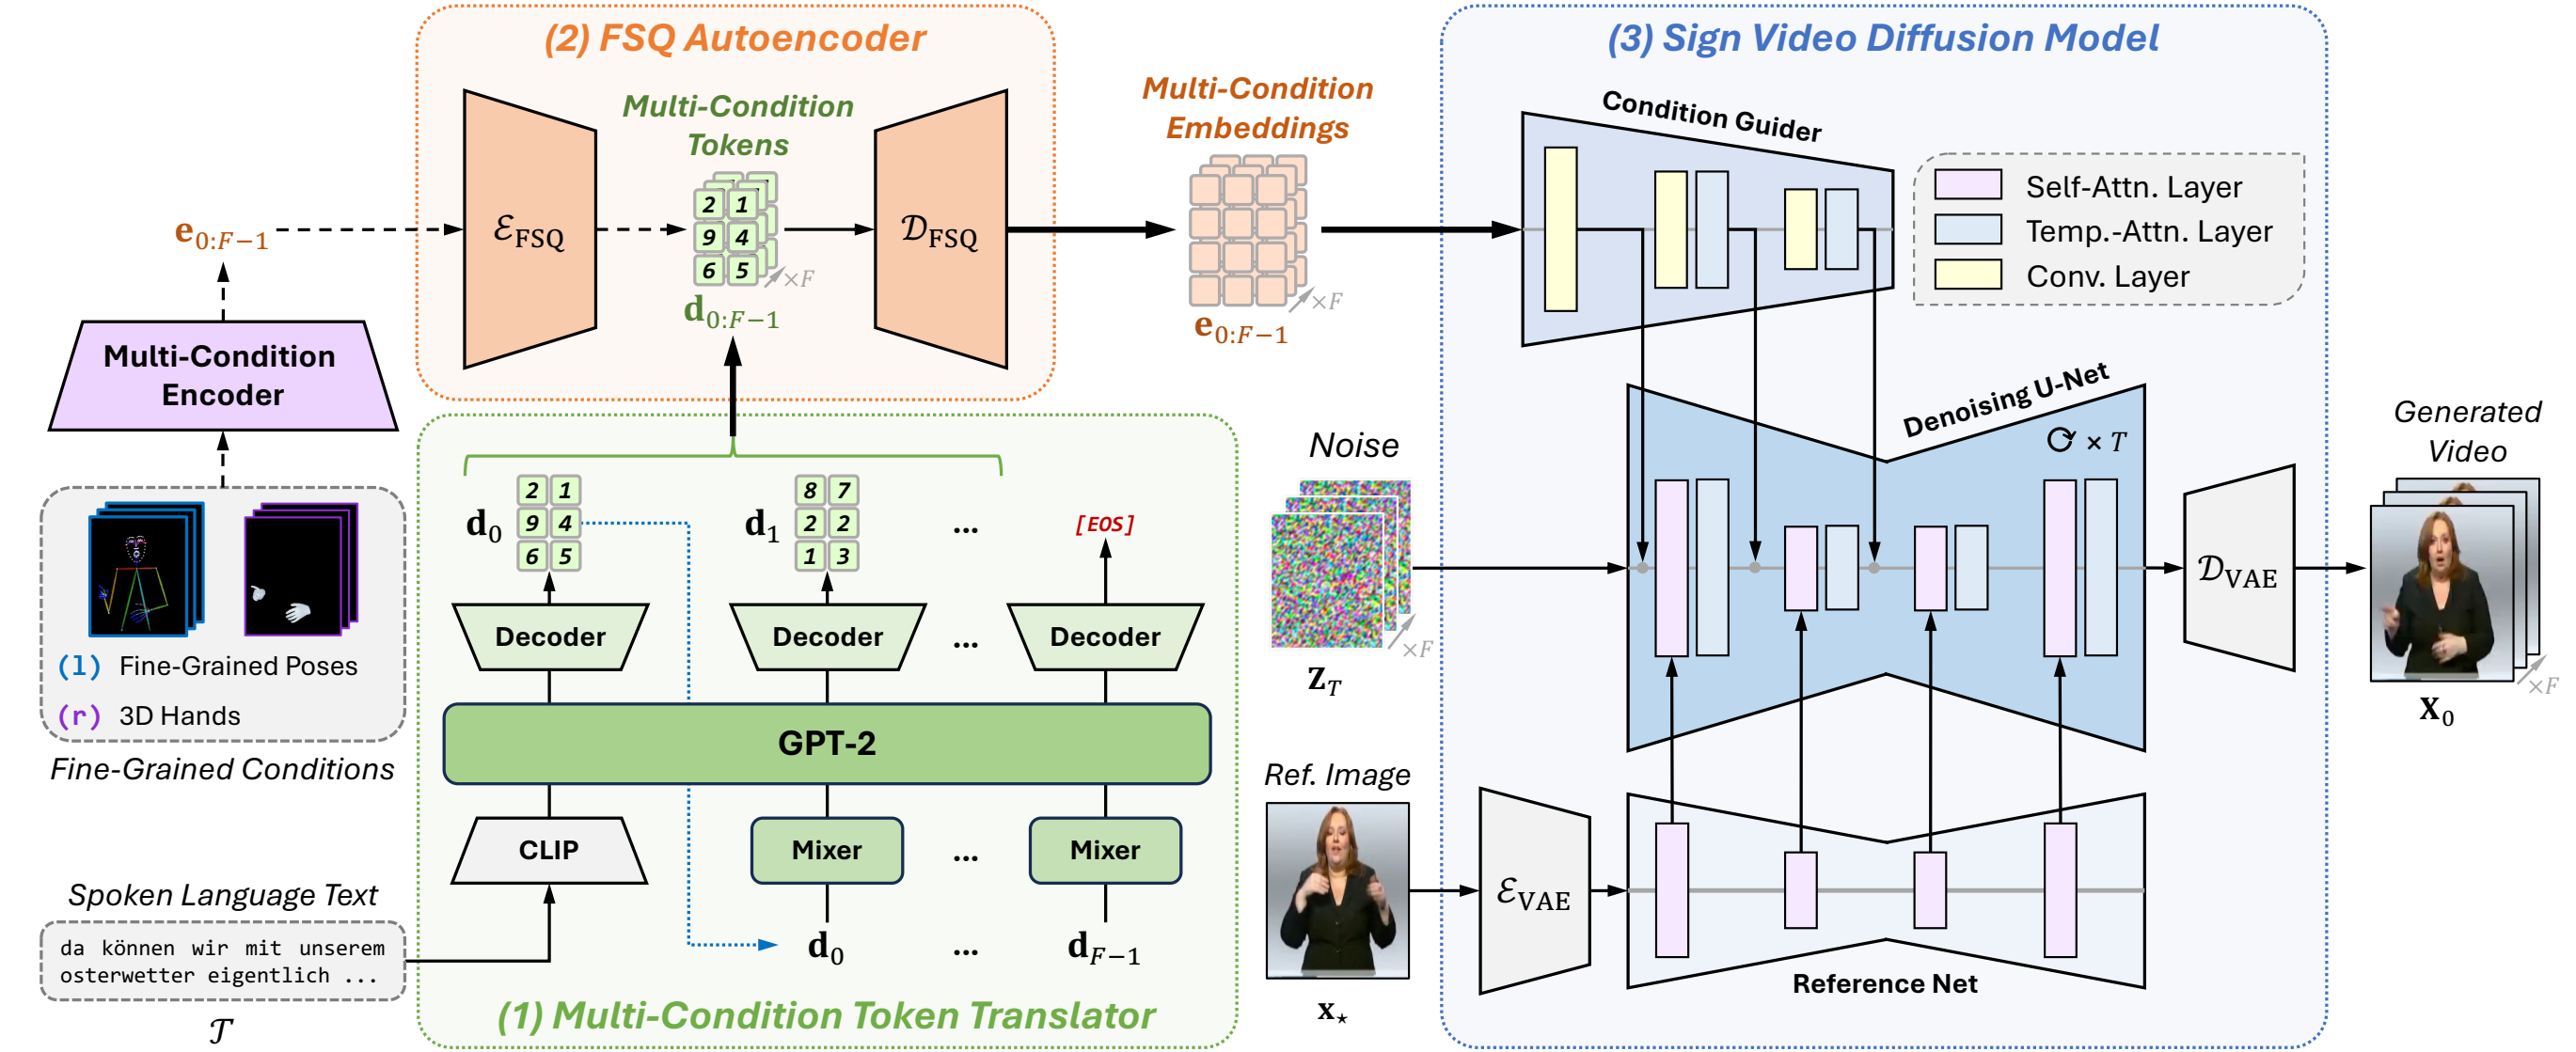 (2) FSQ Autoencoder
Multi-Condition
Tokens
ℰFSQ
2 1
9 4
6 5
×F
d0:F−1
𝒟FSQ
e0:F−1
Multi-Condition
Encoder
(l) Fine-Grained Poses
(r) 3D Hands
Fine-Grained Conditions
Spoken Language Text
da können wir mit unserem
osterwetter eigentlich ...
𝒯
Multi-Condition
Embeddings
×F
e0:F−1
d0
2 1
9 4
6 5
d1
8 7
2 2
1 3
...
[EOS]
Decoder
Decoder
...
Decoder
GPT-2
CLIP
Mixer
...
Mixer
d0
...
dF−1
(1) Multi-Condition Token Translator
(3) Sign Video Diffusion Model
Condition Guider
Self-Attn. Layer
Temp.-Attn. Layer
Conv. Layer
Denoising U-Net
× T
Noise
×F
zT
Ref. Image
x⋆
ℰVAE
Reference Net
𝒟VAE
Generated
Video
×F
x0